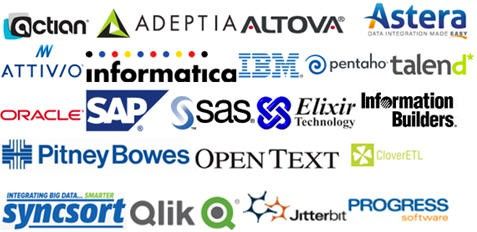 actian
ADEPTIA
ALTOVA®
Astera
DATA INTEGRATION MADE EASY
ATTIVIO
informatica
IBM®
pentaho
talend*
ORACLE®
SAP
sas®
Elixir
Technology
Information
Builders®
Pitney Bowes
OPEN TEXT
CloverETL
INTEGRATING BIG DATA... SMARTER
syncsort
Qlik Q®
Jitterbit
PROGRESS
software